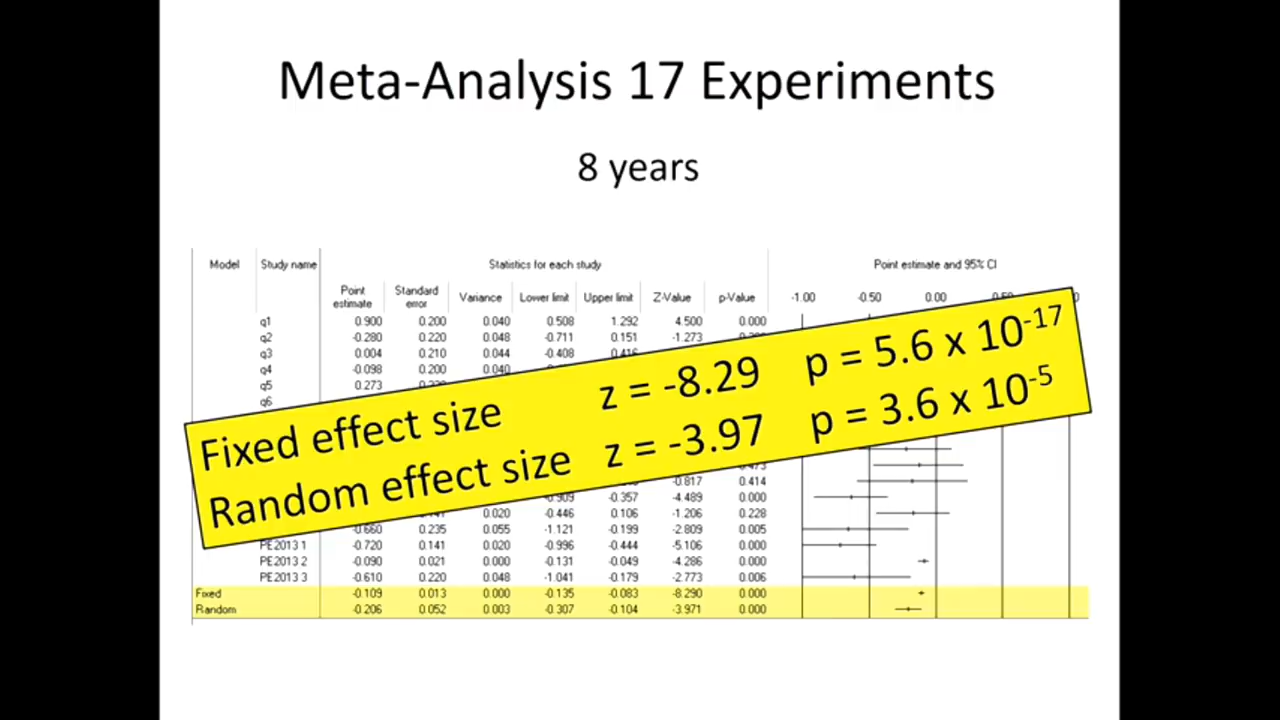 Meta-Analysis 17 Experiments
8 years
Model Study name Statistics for each study Point estimate and 95% CI
Point estimate Standard error Variance Lower limit Upper limit Z-Value p-Value -1.00 -0.50 0.00 0.50
q1 0.900 0.200 0.040 0.508 1.292 4.500 0.000
q2 -0.280 0.220 0.048 -0.711 0.151 -1.273
q3 0.004 0.210 0.044 -0.408 0.416
q4 -0.098 0.200 0.040
q5 0.273
q6
Fixed effect size z = -8.29 p = 5.6 x 10-17
Random effect size z = -3.97 p = 3.6 x 10-5
-0.817 0.414
-0.909 -0.357 -4.489 0.000
0.020 -0.446 0.106 -1.206 0.228
-0.660 0.235 0.055 -1.121 -0.199 -2.809 0.005
PE2013 1 -0.720 0.141 0.020 -0.996 -0.444 -5.106 0.000
PE2013 2 -0.090 0.021 0.000 -0.131 -0.049 -4.286 0.000
PE2013 3 -0.610 0.220 0.048 -1.041 -0.179 -2.773 0.006
Fixed -0.109 0.013 0.000 -0.135 -0.083 -8.290 0.000
Random -0.206 0.052 0.003 -0.307 -0.104 -3.971 0.000